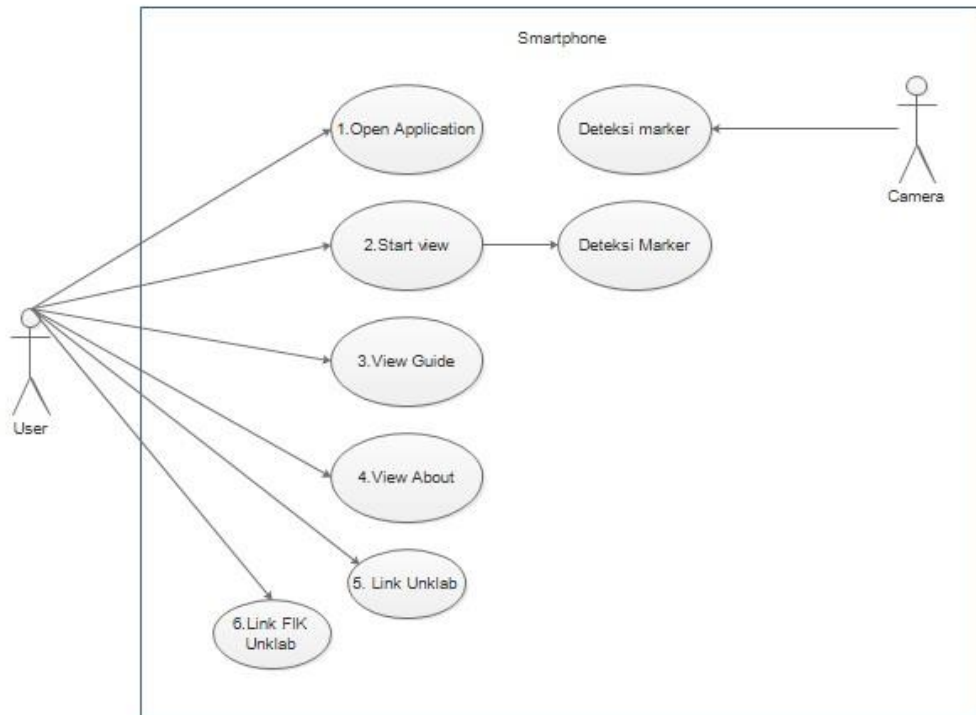 Smartphone
1.Open Application
Deteksi marker
Camera
2.Start view
Deteksi Marker
User
3.View Guide
4.View About
5. Link Unklab
6.Link FIK
Unklab